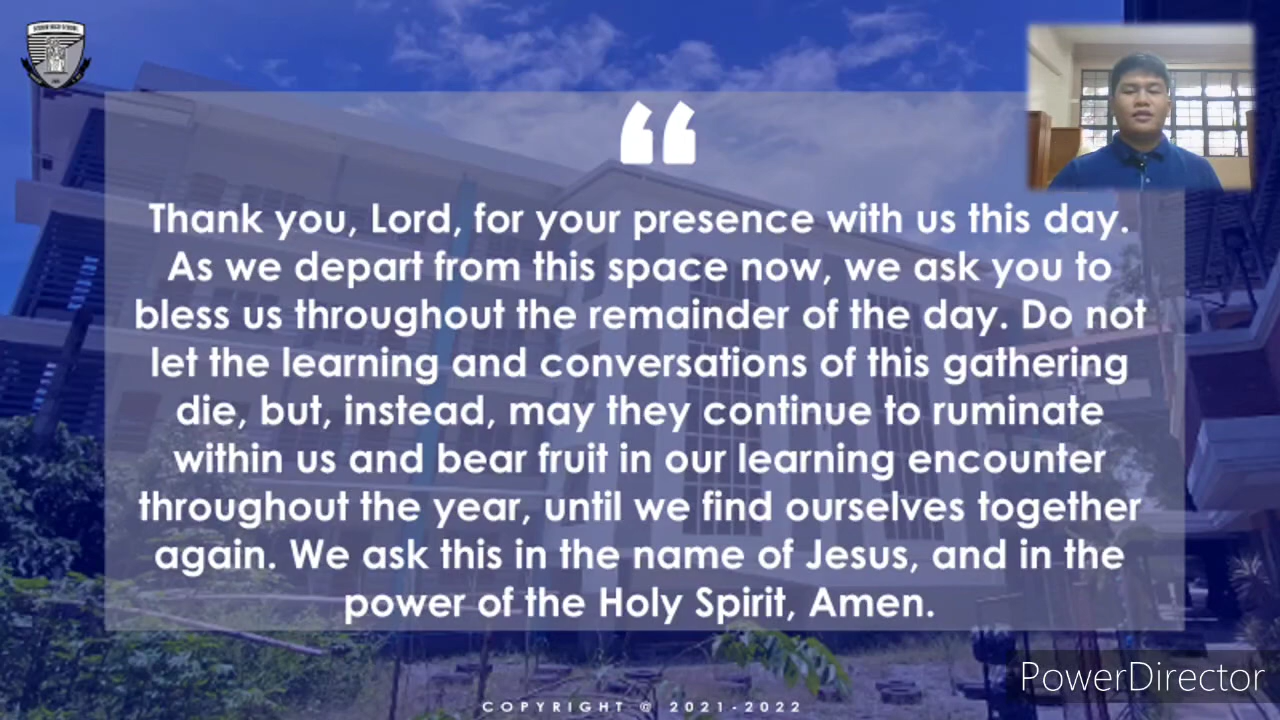 Thank you, Lord, for your presence with us this day.
As we depart from this space now, we ask you to
bless us throughout the remainder of the day. Do not
let the learning and conversations of this gathering
die, but, instead, may they continue to ruminate
within us and bear fruit in our learning encounter
throughout the year, until we find ourselves together
again. We ask this in the name of Jesus, and in the
power of the Holy Spirit, Amen.
PowerDirector
COPYRIGHT © 2021-2022